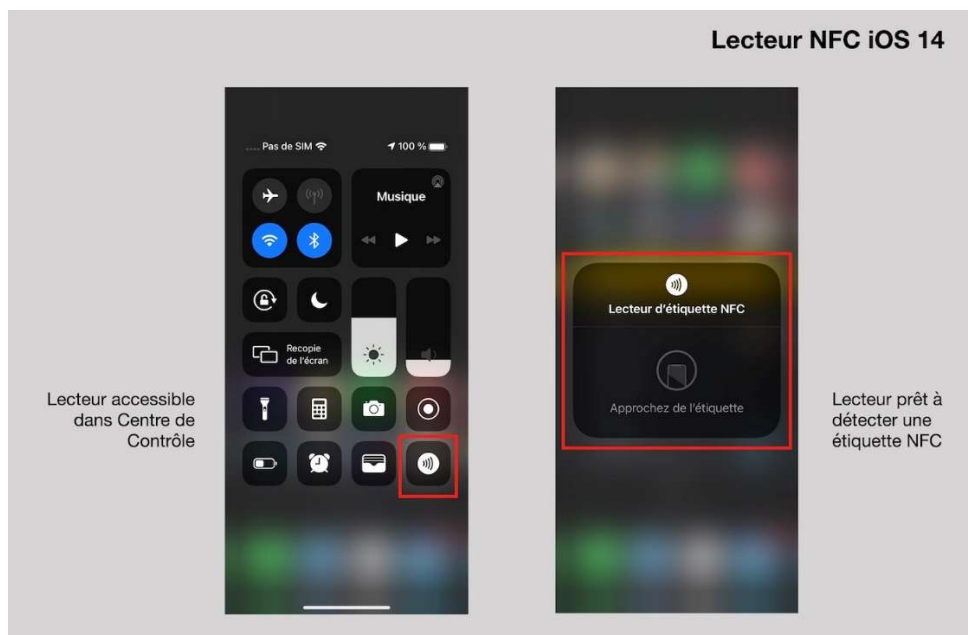 Lecteur NFC iOS 14
Pas de SIM
100 %
Musique
Recopie
de l'écran
Lecteur accessible
dans Centre de
Contrôle
Lecteur d'étiquette NFC
Approchez de l'étiquette
Lecteur prêt à
détecter une
étiquette NFC